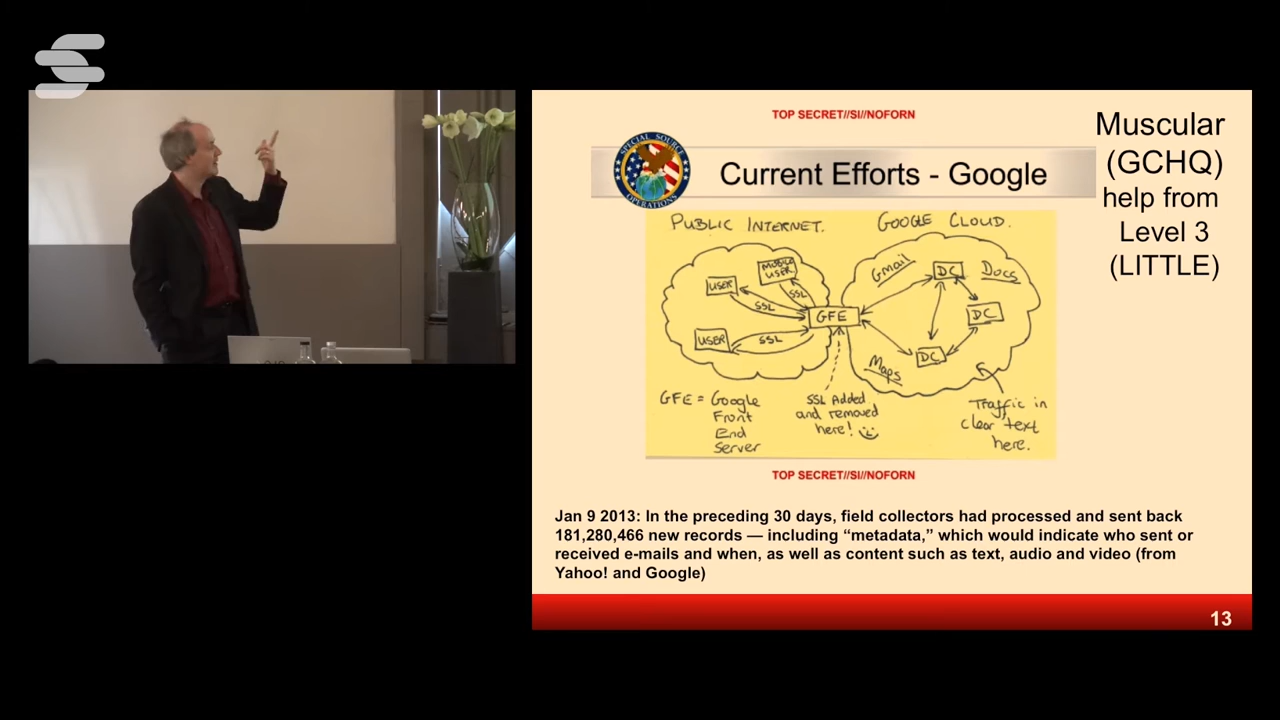 TOP SECRET//SI//NOFORN
SPECIAL SOURCE
OPERATIONS
Current Efforts - Google
Muscular
(GCHQ)
help from
Level 3
(LITTLE)
PUBLIC INTERNET.
GOOGLE CLOUD.
USER
MOBILE
USER
SSL
SSL
USER
SSL
GFE
Gmail
DC
Docs
DC
DC
Maps
GFE = Google
Front
End
Server
SSL Added
and removed
here!
Traffic in
clear text
here.
TOP SECRET//SI//NOFORN
Jan 9 2013: In the preceding 30 days, field collectors had processed and sent back
181,280,466 new records — including “metadata,” which would indicate who sent or
received e-mails and when, as well as content such as text, audio and video (from
Yahoo! and Google)
13